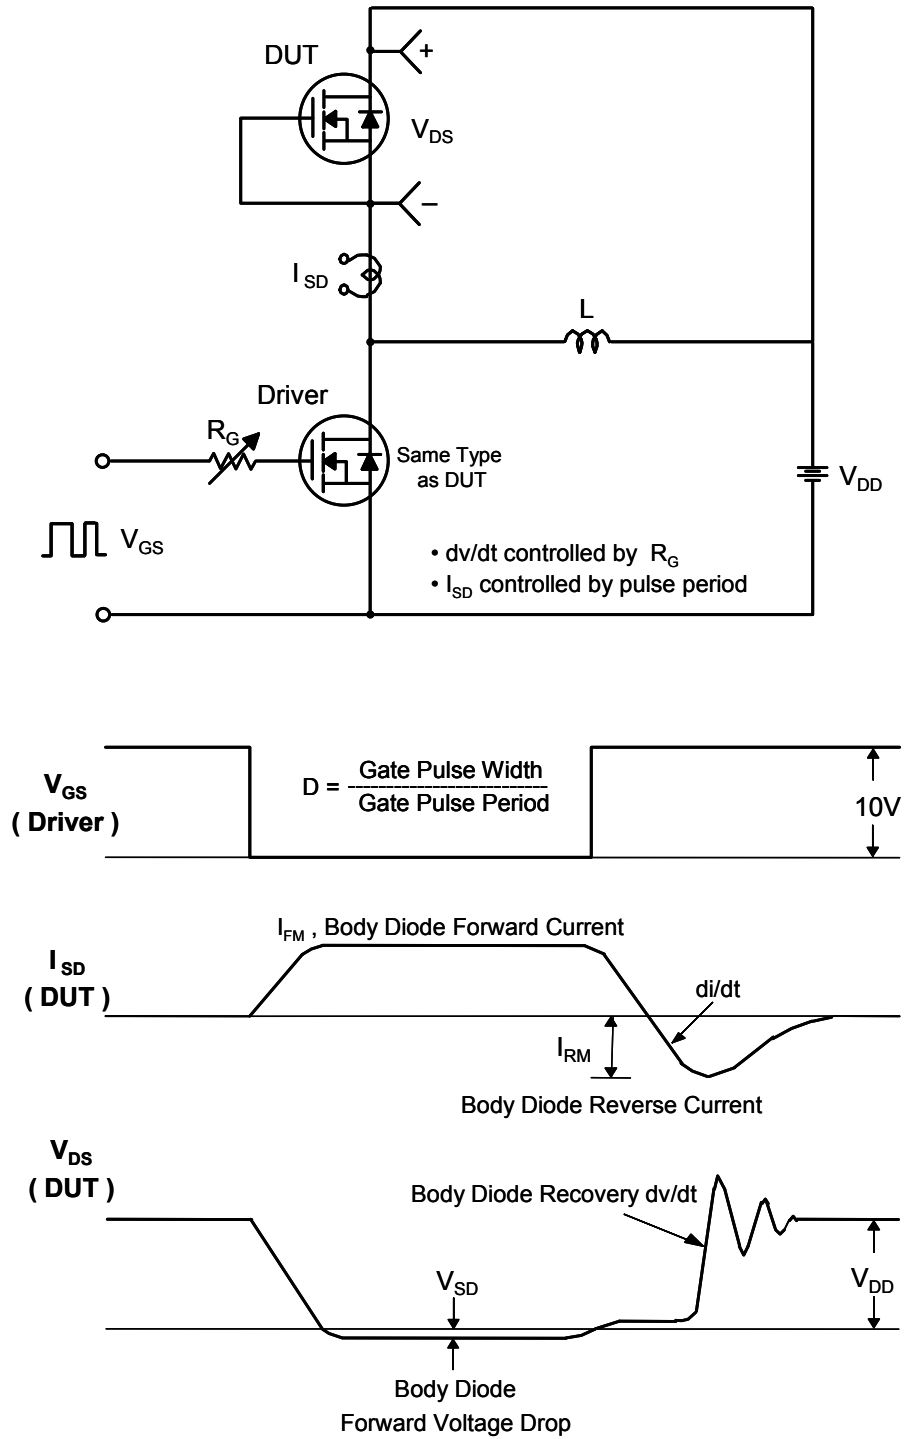 DUT
+
V_DS
–
I_SD
L
Driver
R_G
Same Type
as DUT
V_DD
V_GS
• dv/dt controlled by R_G
• I_SD controlled by pulse period
V_GS
( Driver )
D = Gate Pulse Width
Gate Pulse Period
10V
I_FM , Body Diode Forward Current
I_SD
( DUT )
di/dt
I_RM
Body Diode Reverse Current
V_DS
( DUT )
Body Diode Recovery dv/dt
V_SD
V_DD
Body Diode
Forward Voltage Drop